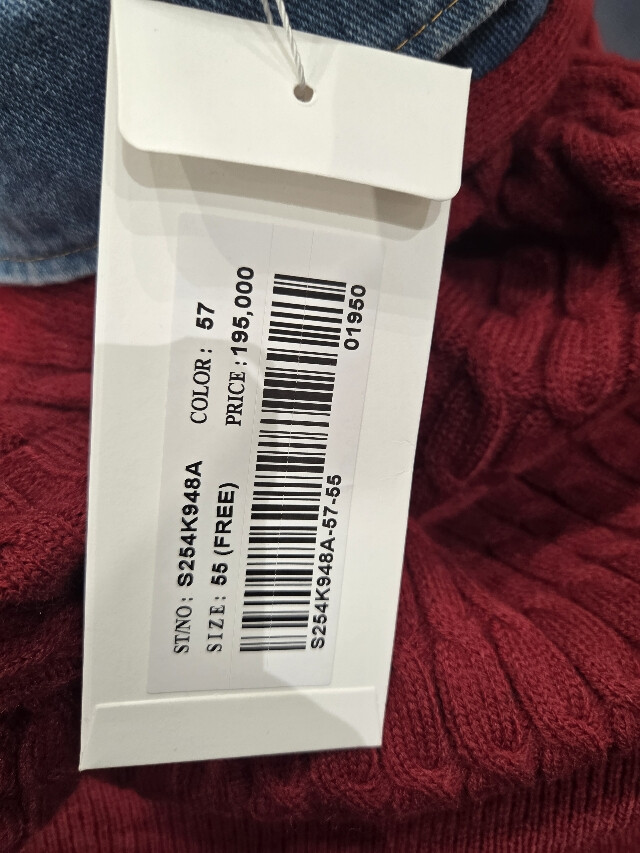 ST/NO : S254K948A COLOR : 57
SIZE : 55 (FREE) PRICE : 195,000
S254K948A-57-55 01950